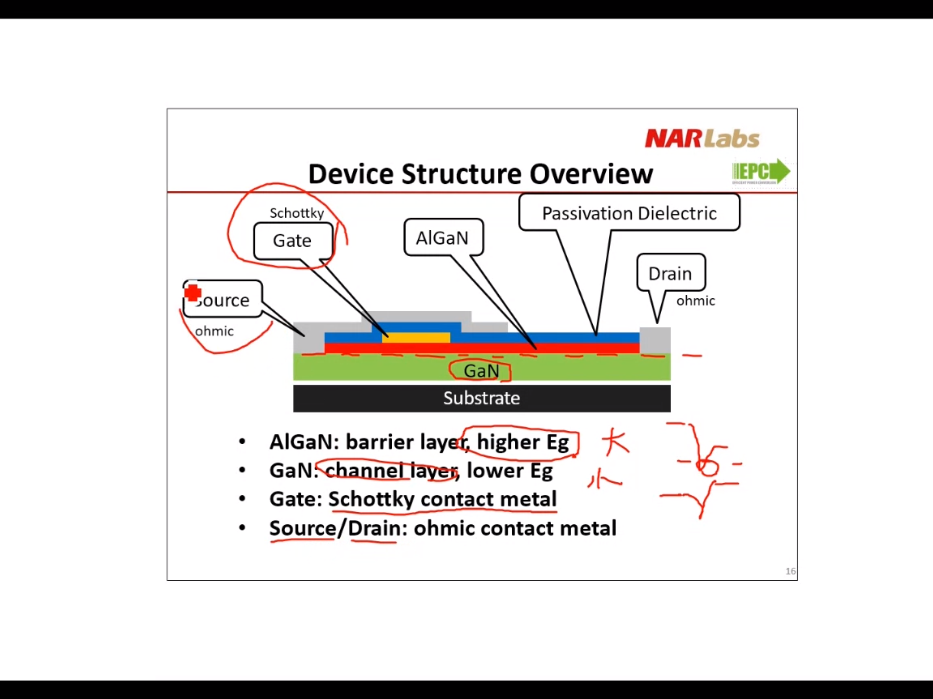 NARLabs
Device Structure Overview
EPC
Schottky
Gate
AlGaN
Passivation Dielectric
Source
ohmic
Drain
ohmic
GaN
Substrate
• AlGaN: barrier layer, higher Eg 大
• GaN: channel layer, lower Eg 小
• Gate: Schottky contact metal
• Source/Drain: ohmic contact metal
16